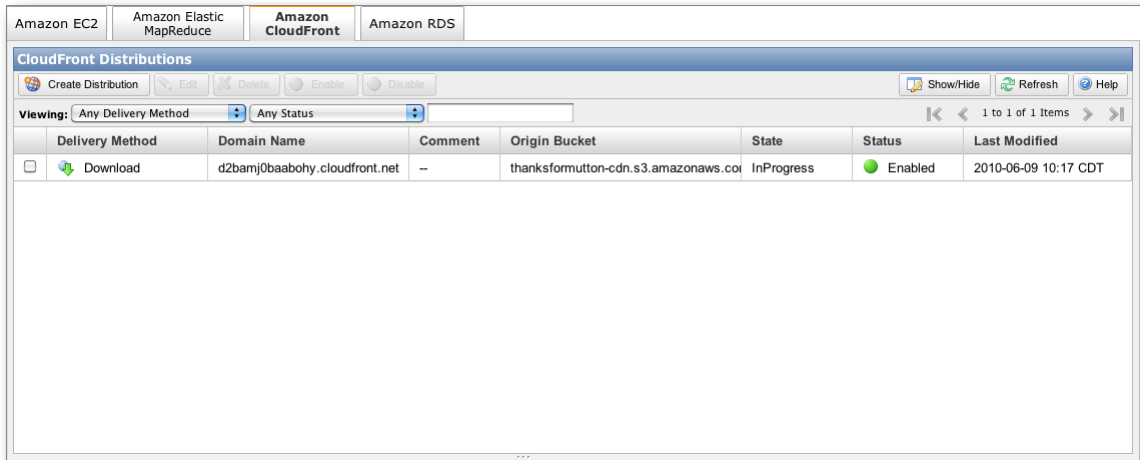 Amazon EC2
Amazon Elastic
MapReduce
Amazon
CloudFront
Amazon RDS
CloudFront Distributions
Create Distribution Edit Delete Enable Disable Show/Hide Refresh Help
Viewing: Any Delivery Method Any Status 1 to 1 of 1 Items
Delivery Method Domain Name Comment Origin Bucket State Status Last Modified
Download d2bamj0baabohy.cloudfront.net -- thanksformutton-cdn.s3.amazonaws.co InProgress Enabled 2010-06-09 10:17 CDT